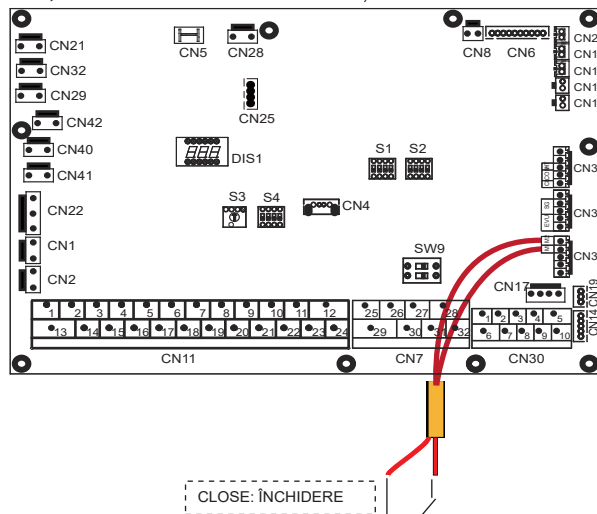 CN21
CN5
CN28
CN8
CN6
CN2
CN1
CN1
CN1
CN1
CN32
CN29
CN25
CN42
CN40
CN41
DIS1
S1
S2
CN3
CN22
S3
S4
CN4
CN3
CN1
SW9
CN3
CN2
CN17
CN19
CN14
1 2 3 4 5 6 7 8 9 10 11 12
13 14 15 16 17 18 19 20 21 22 23 24
25 26 27 28
29 30 31 32
1 2 3 4 5
6 7 8 9 10
CN11
CN7
CN30
CLOSE: ÎNCHIDERE